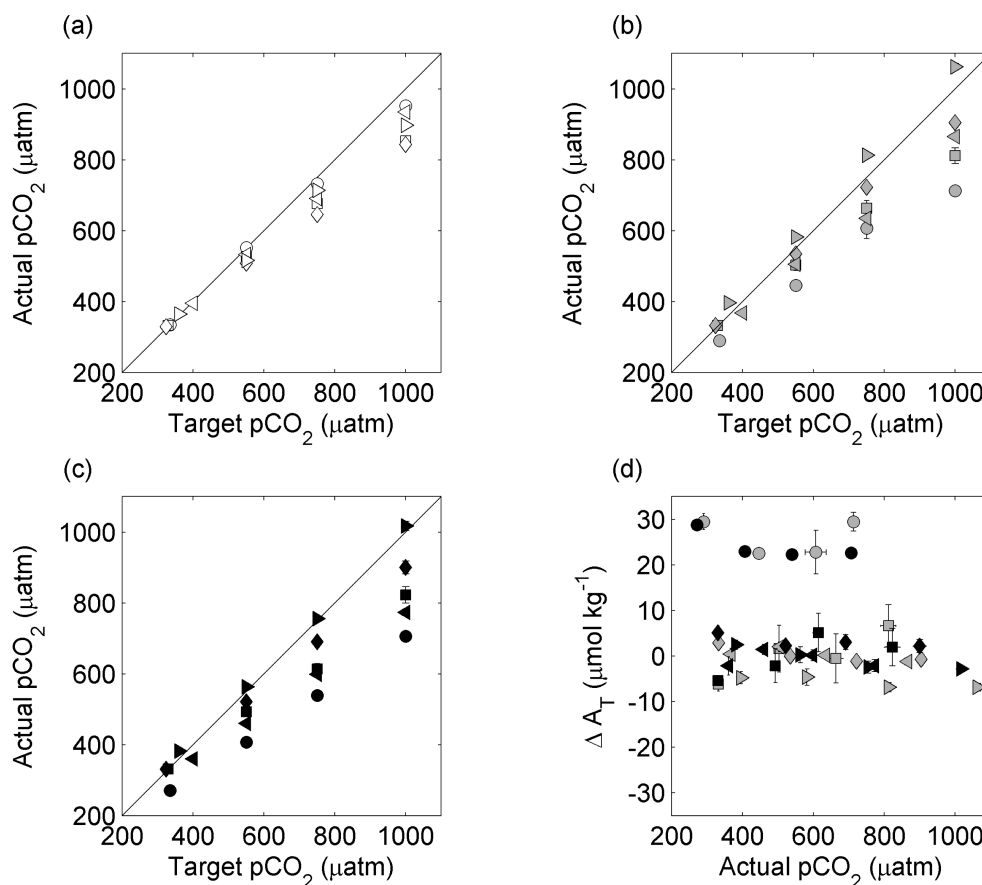 (a)
(b)
1000
800
600
400
200
Actual pCO2 (μatm)
200 400 600 800 1000
Target pCO2 (μatm)
1000
800
600
400
200
Actual pCO2 (μatm)
200 400 600 800 1000
Target pCO2 (μatm)
(c)
(d)
1000
800
600
400
200
Actual pCO2 (μatm)
200 400 600 800 1000
Target pCO2 (μatm)
30
20
10
0
-10
-20
-30
Δ AT (μmol kg-1)
200 400 600 800 1000
Actual pCO2 (μatm)